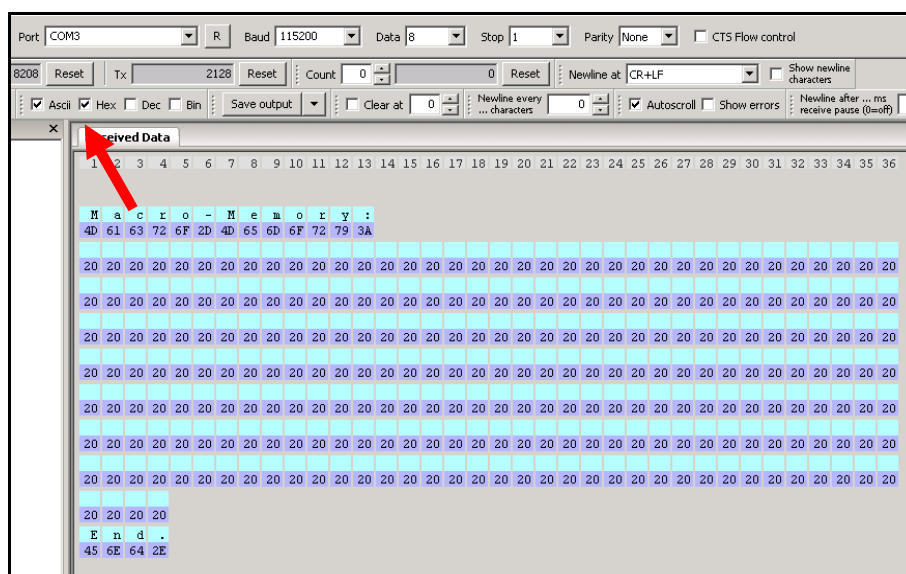 Port COM3 R Baud 115200 Data 8 Stop 1 Parity None CTS Flow control
8208 Reset Tx 2128 Reset Count 0 0 Reset Newline at CR+LF Show newline characters
Ascii Hex Dec Bin Save output Clear at 0 Newline every ... characters 0 Autoscroll Show errors Newline after ... ms receive pause (0=off)
x
Received Data
1 2 3 4 5 6 7 8 9 10 11 12 13 14 15 16 17 18 19 20 21 22 23 24 25 26 27 28 29 30 31 32 33 34 35 36
M a c r o - M e m o r y :
4D 61 63 72 6F 2D 4D 65 6D 6F 72 79 3A
20 20 20 20 20 20 20 20 20 20 20 20 20 20 20 20 20 20 20 20 20 20 20 20 20 20 20 20 20 20 20 20 20 20 20 20
20 20 20 20 20 20 20 20 20 20 20 20 20 20 20 20 20 20 20 20 20 20 20 20 20 20 20 20 20 20 20 20 20 20 20 20
20 20 20 20 20 20 20 20 20 20 20 20 20 20 20 20 20 20 20 20 20 20 20 20 20 20 20 20 20 20 20 20 20 20 20 20
20 20 20 20 20 20 20 20 20 20 20 20 20 20 20 20 20 20 20 20 20 20 20 20 20 20 20 20 20 20 20 20 20 20 20 20
20 20 20 20 20 20 20 20 20 20 20 20 20 20 20 20 20 20 20 20 20 20 20 20 20 20 20 20 20 20 20 20 20 20 20 20
20 20 20 20 20 20 20 20 20 20 20 20 20 20 20 20 20 20 20 20 20 20 20 20 20 20 20 20 20 20 20 20 20 20 20 20
20 20 20 20 20 20 20 20 20 20 20 20 20 20 20 20 20 20 20 20 20 20 20 20 20 20 20 20 20 20 20 20 20 20 20 20
20 20 20 20
E n d .
45 6E 64 2E